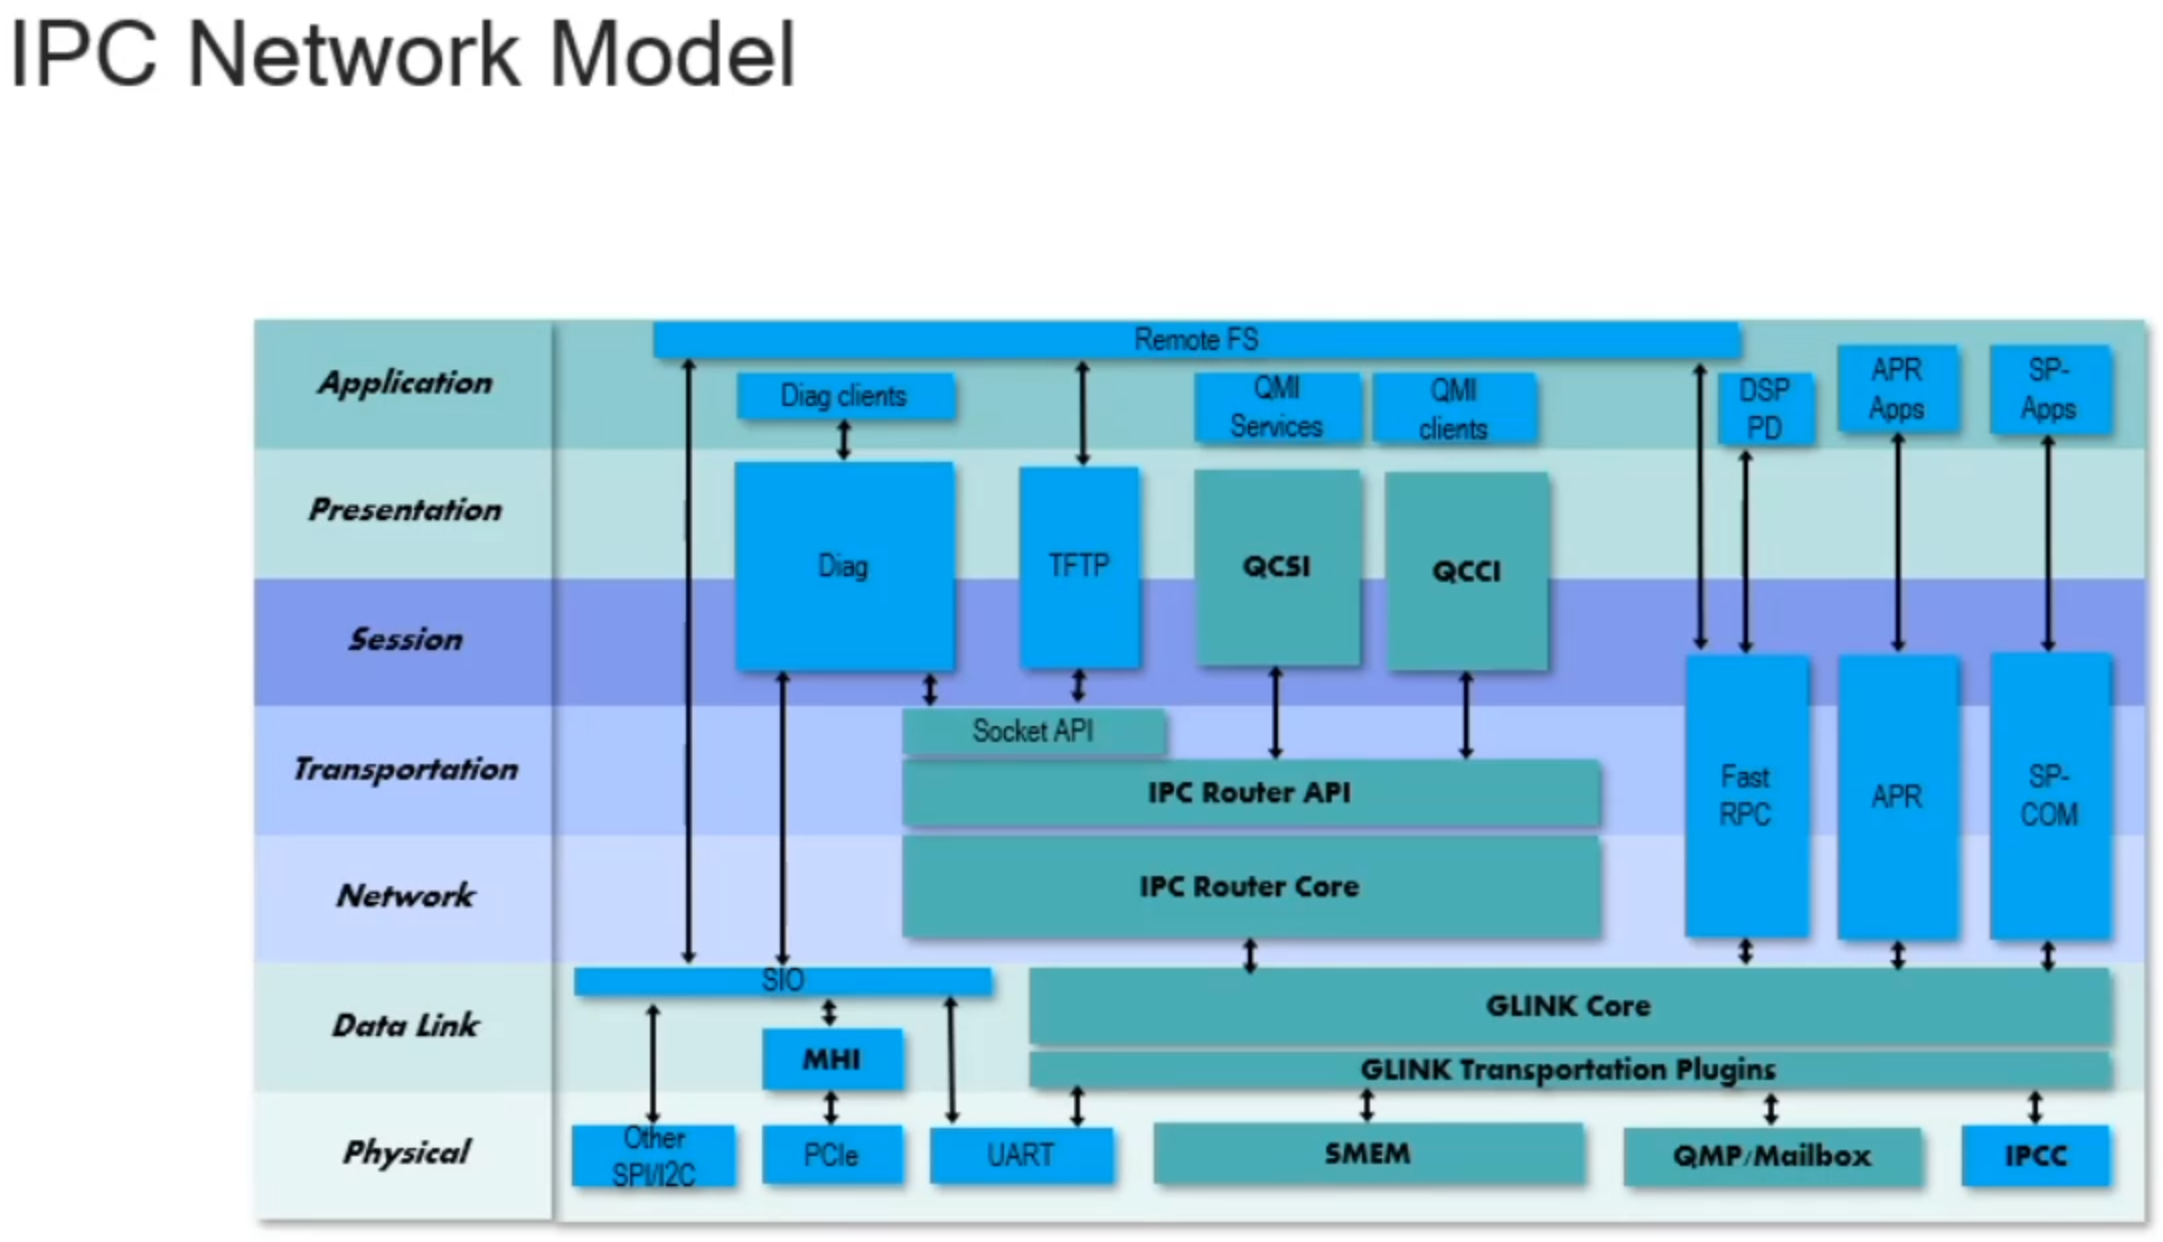 IPC Network Model
Application
Remote FS
Diag clients
QMI
Services
QMI
clients
DSP
PD
APR
Apps
SP-
Apps
Presentation
Diag
TFTP
QCSI
QCCI
Session
Transportation
Socket API
IPC Router API
Fast
RPC
APR
SP-
COM
Network
IPC Router Core
Data Link
SIO
MHI
GLINK Core
GLINK Transportation Plugins
Physical
Other
SPI/I2C
PCIe
UART
SMEM
QMP/Mailbox
IPCC